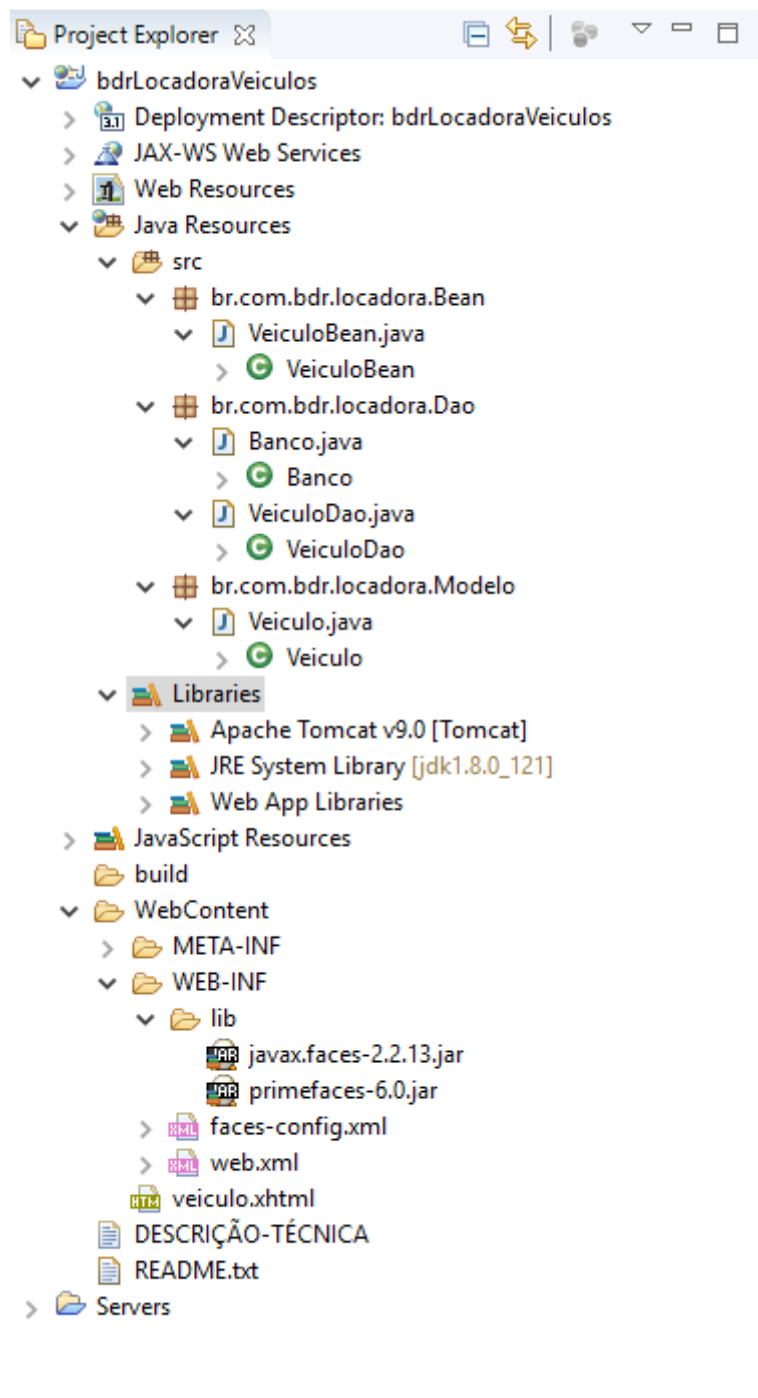 Project Explorer
bdrLocadoraVeiculos
Deployment Descriptor: bdrLocadoraVeiculos
JAX-WS Web Services
Web Resources
Java Resources
src
br.com.bdr.locadora.Bean
VeiculoBean.java
VeiculoBean
br.com.bdr.locadora.Dao
Banco.java
Banco
VeiculoDao.java
VeiculoDao
br.com.bdr.locadora.Modelo
Veiculo.java
Veiculo
Libraries
Apache Tomcat v9.0 [Tomcat]
JRE System Library [jdk1.8.0_121]
Web App Libraries
JavaScript Resources
build
WebContent
META-INF
WEB-INF
lib
javax.faces-2.2.13.jar
primefaces-6.0.jar
faces-config.xml
web.xml
veiculo.xhtml
DESCRIÇÃO-TÉCNICA
README.txt
Servers